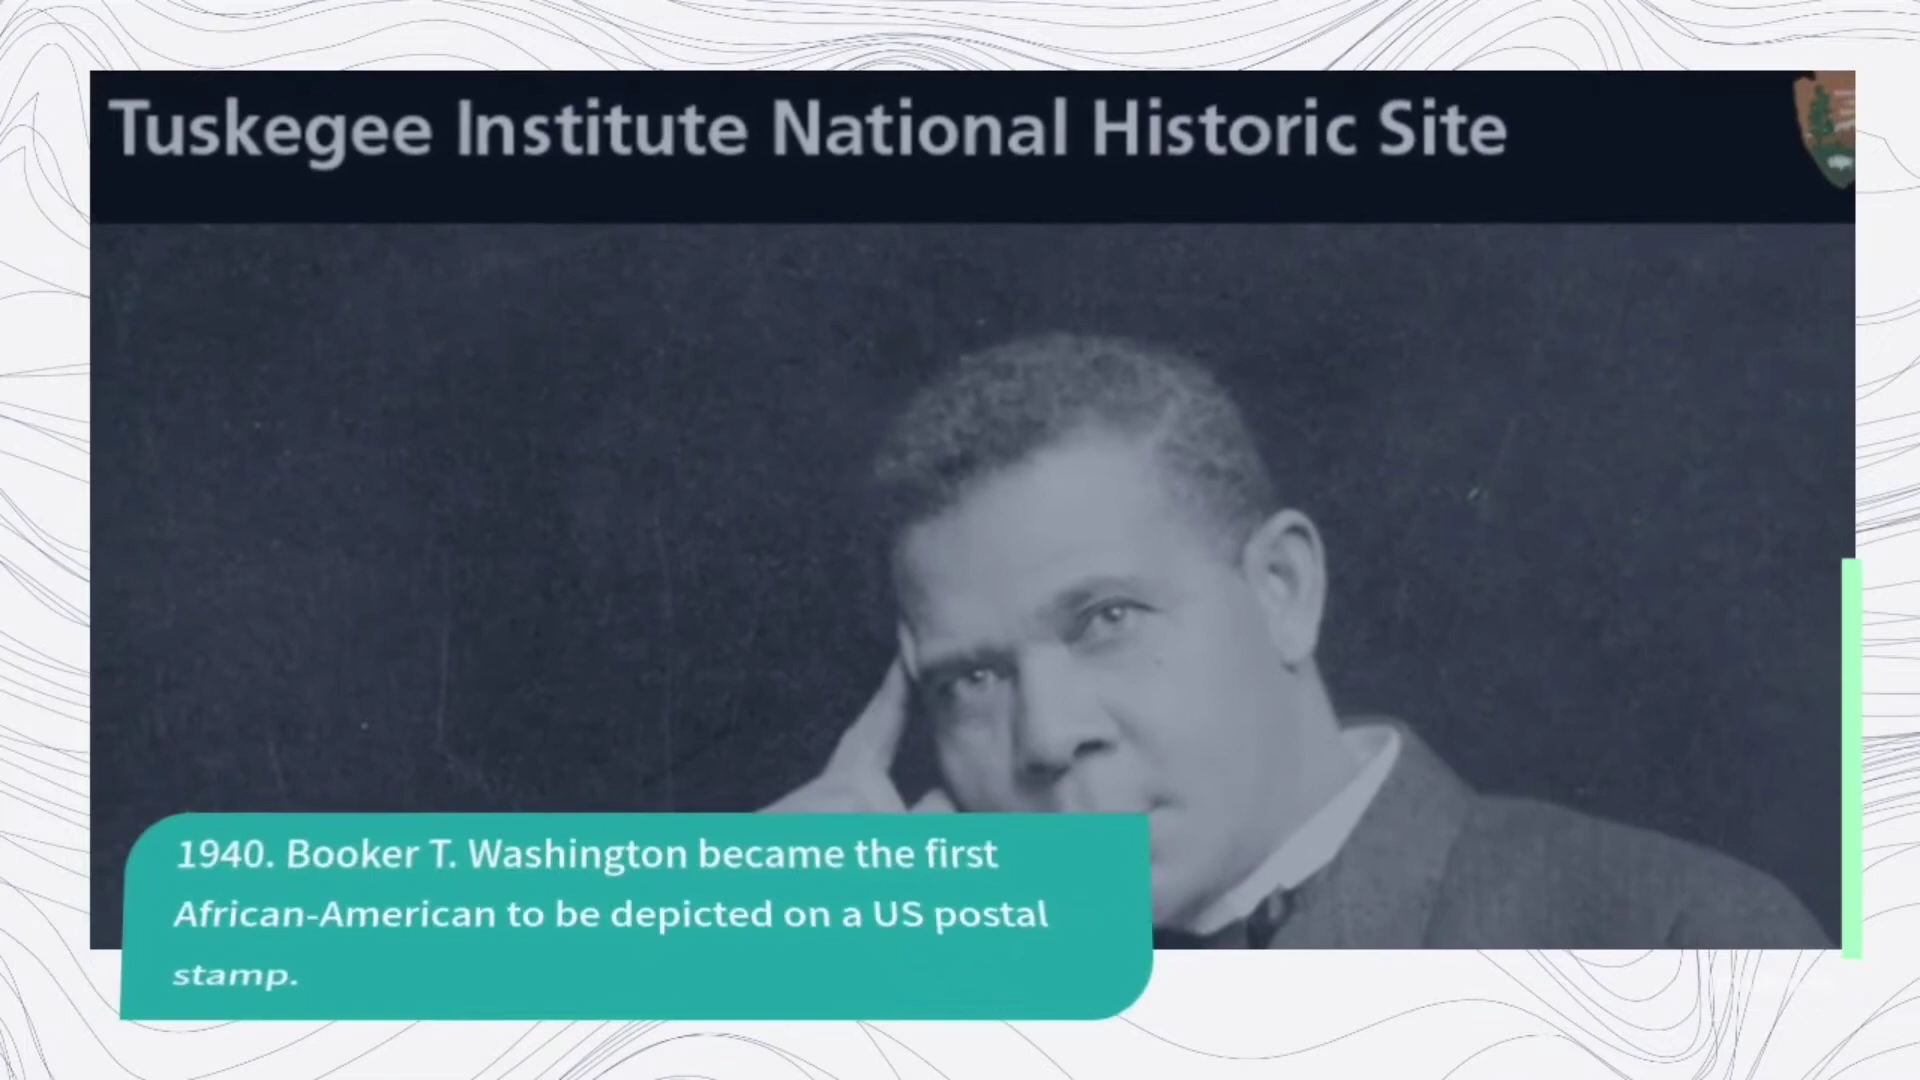 Tuskegee Institute National Historic Site
1940. Booker T. Washington became the first
African-American to be depicted on a US postal
stamp.